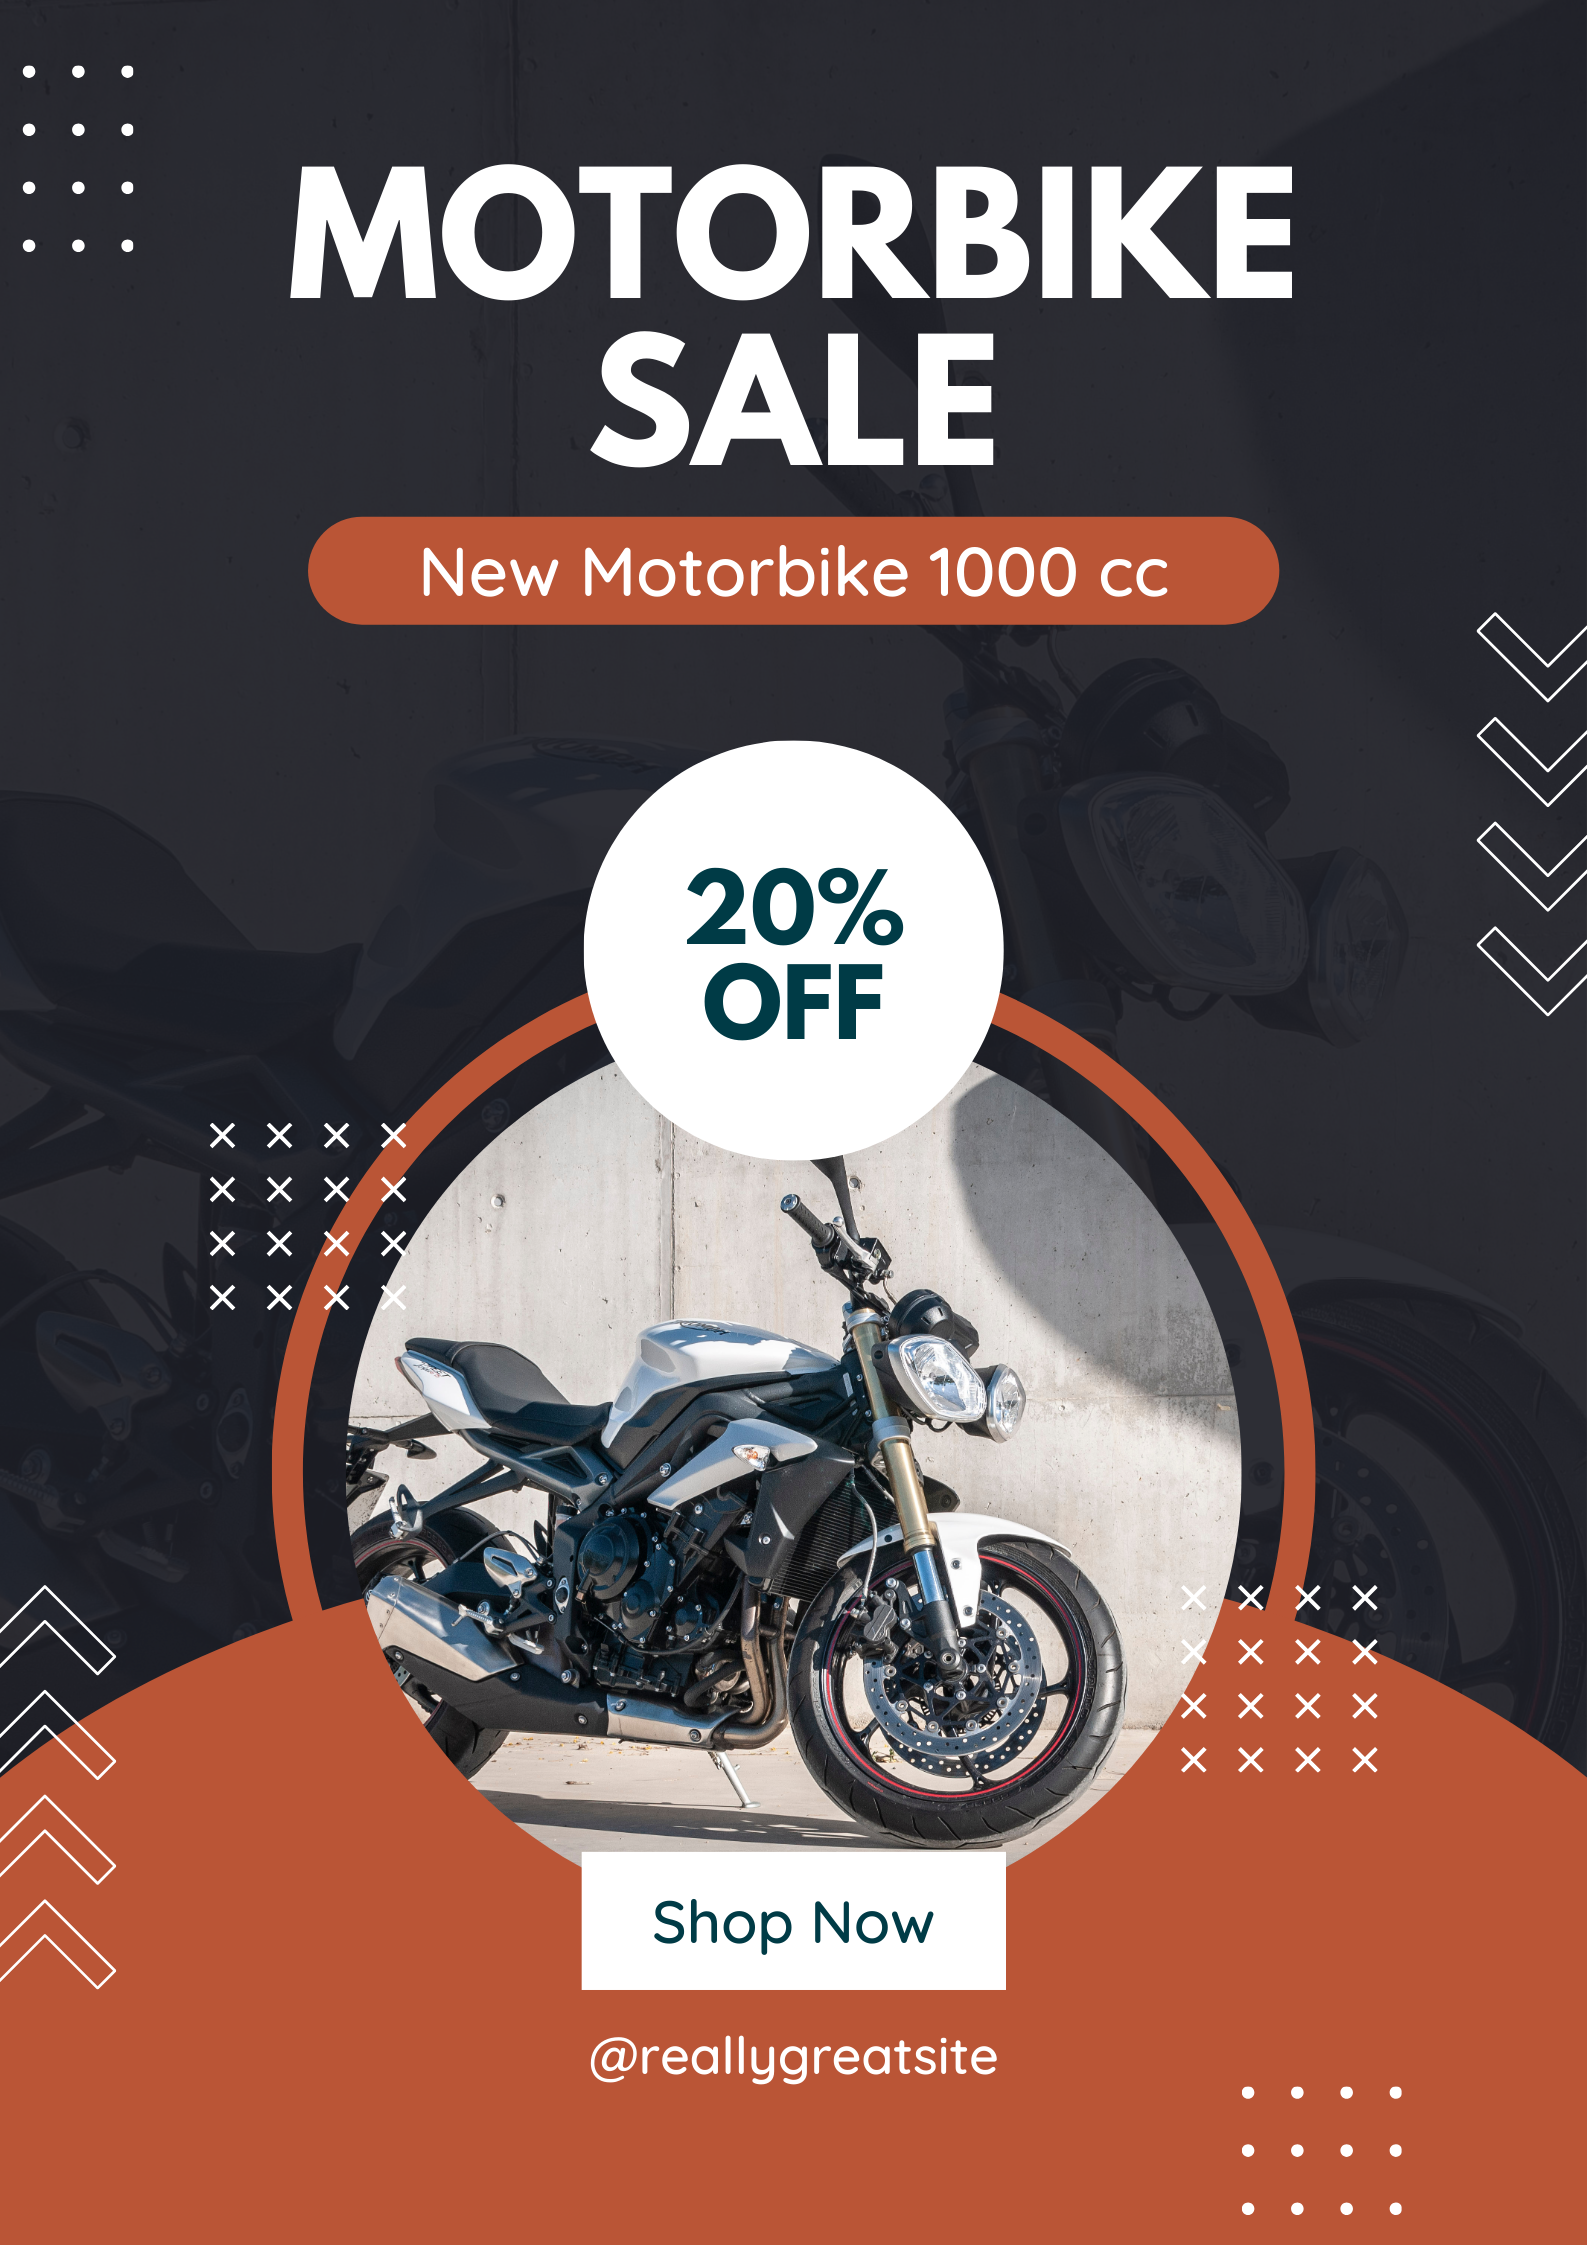 MOTORBIKE
SALE
New Motorbike 1000 cc
20%
OFF
Shop Now
@reallygreatsite